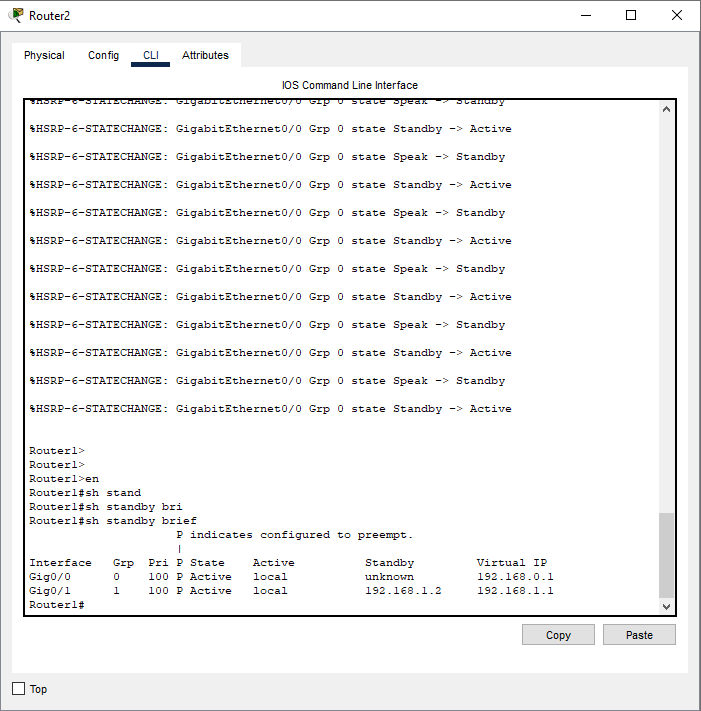 Router2
Physical Config CLI Attributes
IOS Command Line Interface
%HSRP-6-STATECHANGE: GigabitEthernet0/0 Grp 0 state Speak -> Standby
%HSRP-6-STATECHANGE: GigabitEthernet0/0 Grp 0 state Standby -> Active
%HSRP-6-STATECHANGE: GigabitEthernet0/0 Grp 0 state Speak -> Standby
%HSRP-6-STATECHANGE: GigabitEthernet0/0 Grp 0 state Standby -> Active
%HSRP-6-STATECHANGE: GigabitEthernet0/0 Grp 0 state Speak -> Standby
%HSRP-6-STATECHANGE: GigabitEthernet0/0 Grp 0 state Standby -> Active
%HSRP-6-STATECHANGE: GigabitEthernet0/0 Grp 0 state Speak -> Standby
%HSRP-6-STATECHANGE: GigabitEthernet0/0 Grp 0 state Standby -> Active
%HSRP-6-STATECHANGE: GigabitEthernet0/0 Grp 0 state Speak -> Standby
%HSRP-6-STATECHANGE: GigabitEthernet0/0 Grp 0 state Standby -> Active
%HSRP-6-STATECHANGE: GigabitEthernet0/0 Grp 0 state Speak -> Standby
%HSRP-6-STATECHANGE: GigabitEthernet0/0 Grp 0 state Standby -> Active
Router1>
Router1>
Router1>en
Router1#sh stand
Router1#sh standby bri
Router1#sh standby brief
P indicates configured to preempt.
|
Interface Grp Pri P State Active Standby Virtual IP
Gig0/0 0 100 P Active local unknown 192.168.0.1
Gig0/1 1 100 P Active local 192.168.1.2 192.168.1.1
Router1#
Copy Paste
Top